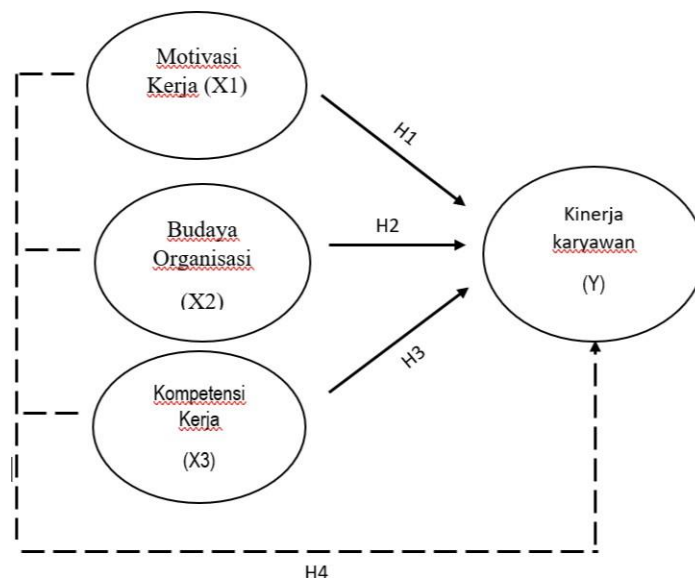 Motivasi
Kerja (X1)
H1
Budaya
Organisasi
(X2)
H2
Kinerja
karyawan
(Y)
Kompetensi
Kerja
(X3)
H3
H4